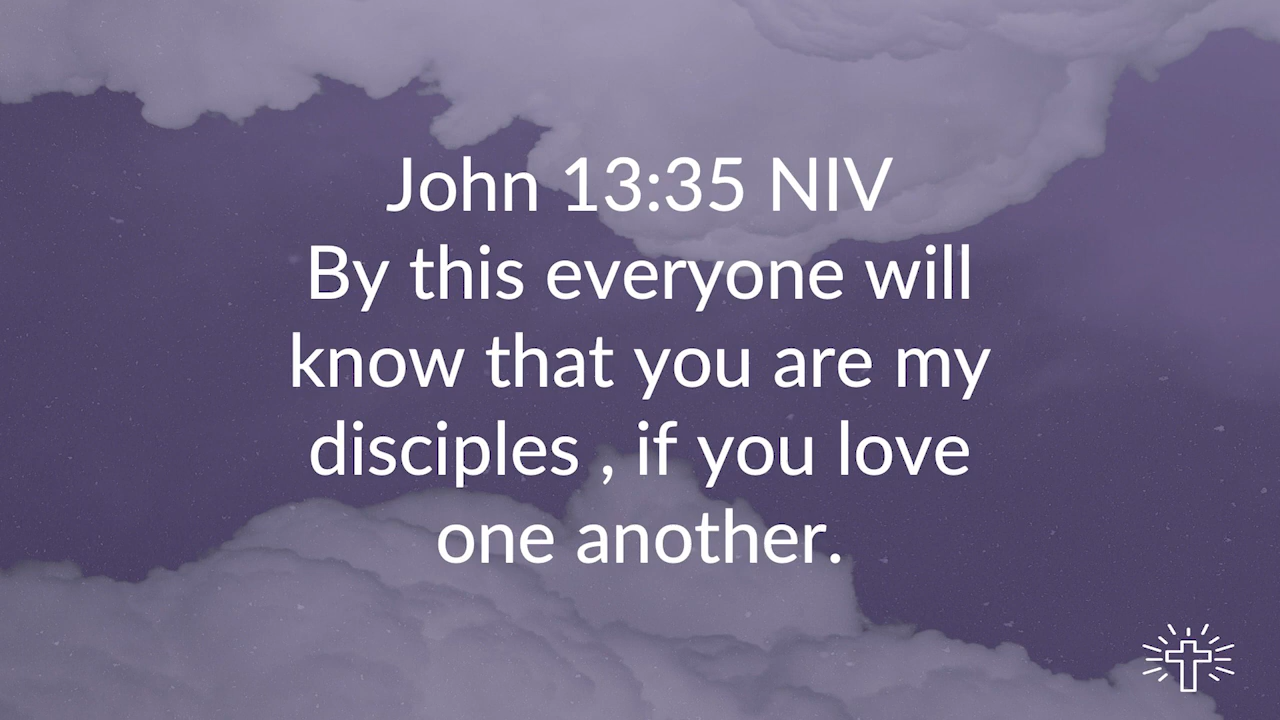 John 13:35 NIV
By this everyone will
know that you are my
disciples , if you love
one another.